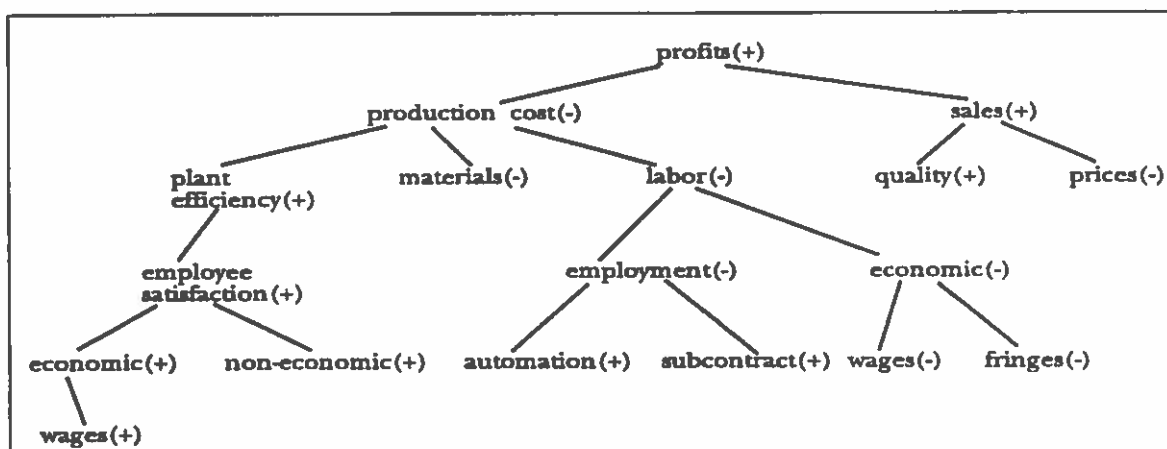 profits(+)
production cost(-)
sales(+)
plant
efficiency(+)
materials(-)
labor(-)
quality(+)
prices(-)
employee
satisfaction(+)
employment(-)
economic(-)
economic(+)
non-economic(+)
automation(+)
subcontract(+)
wages(-)
fringes(-)
wages(+)